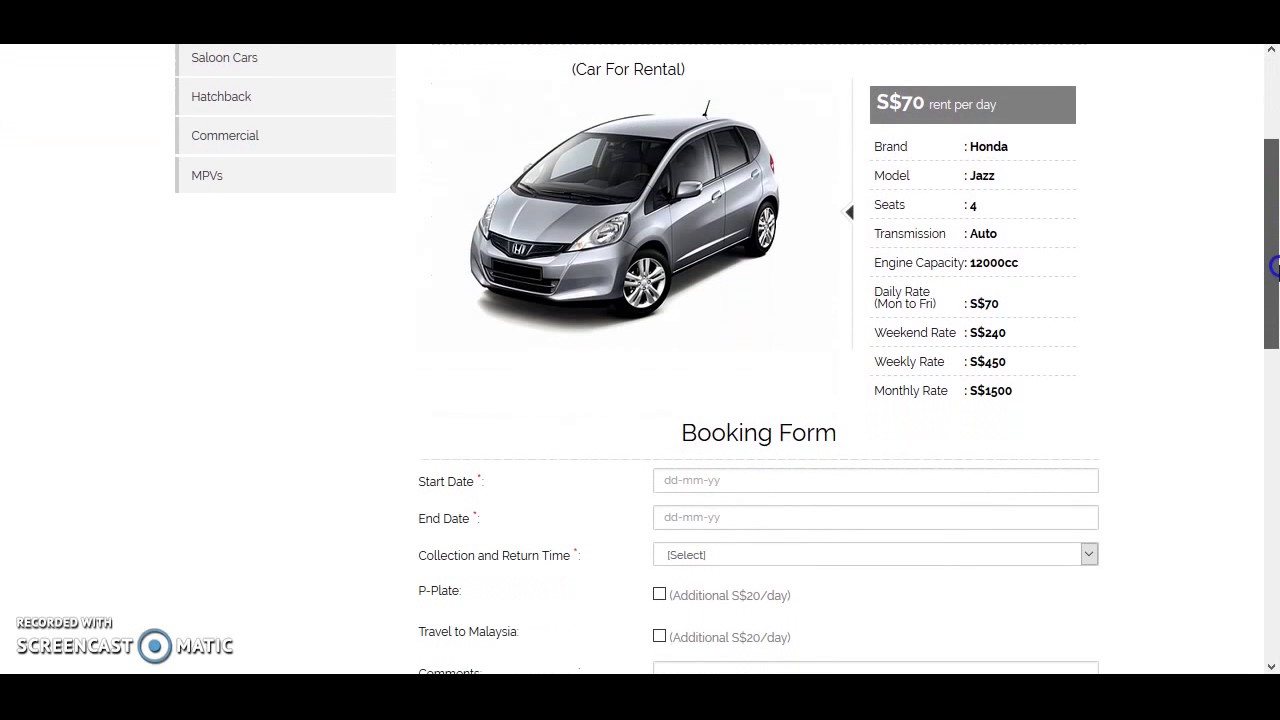 Saloon Cars
Hatchback
Commercial
MPVs
(Car For Rental)
S$70 rent per day
Brand : Honda
Model : Jazz
Seats : 4
Transmission : Auto
Engine Capacity: 12000cc
Daily Rate
(Mon to Fri) : S$70
Weekend Rate : S$240
Weekly Rate : S$450
Monthly Rate : S$1500
Booking Form
Start Date *: dd-mm-yy
End Date *: dd-mm-yy
Collection and Return Time *: [Select]
P-Plate: (Additional S$20/day)
Travel to Malaysia: (Additional S$20/day)
Comments:
RECORDED WITH
SCREENCAST MATIC